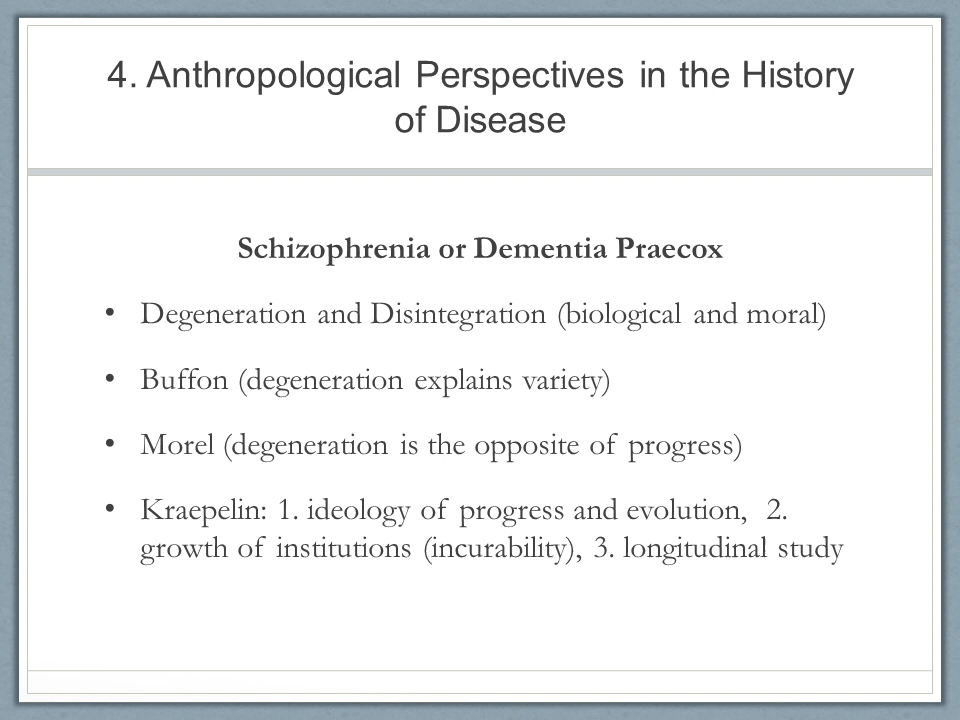 4. Anthropological Perspectives in the History
of Disease
Schizophrenia or Dementia Praecox
• Degeneration and Disintegration (biological and moral)
• Buffon (degeneration explains variety)
• Morel (degeneration is the opposite of progress)
• Kraepelin: 1. ideology of progress and evolution,  2.
growth of institutions (incurability), 3. longitudinal study